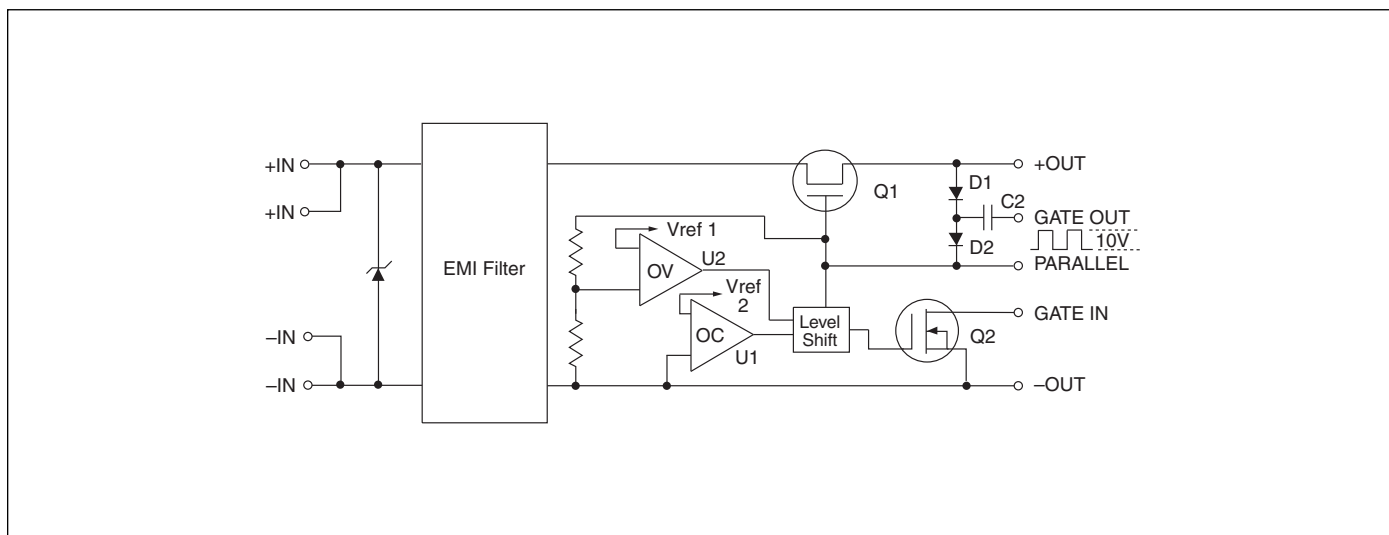 +IN
+IN
–IN
–IN
EMI Filter
Vref 1
OV
U2
Vref
2
OC
U1
Level
Shift
Q1
Q2
D1
C2
D2
+OUT
GATE OUT
10V
PARALLEL
GATE IN
–OUT